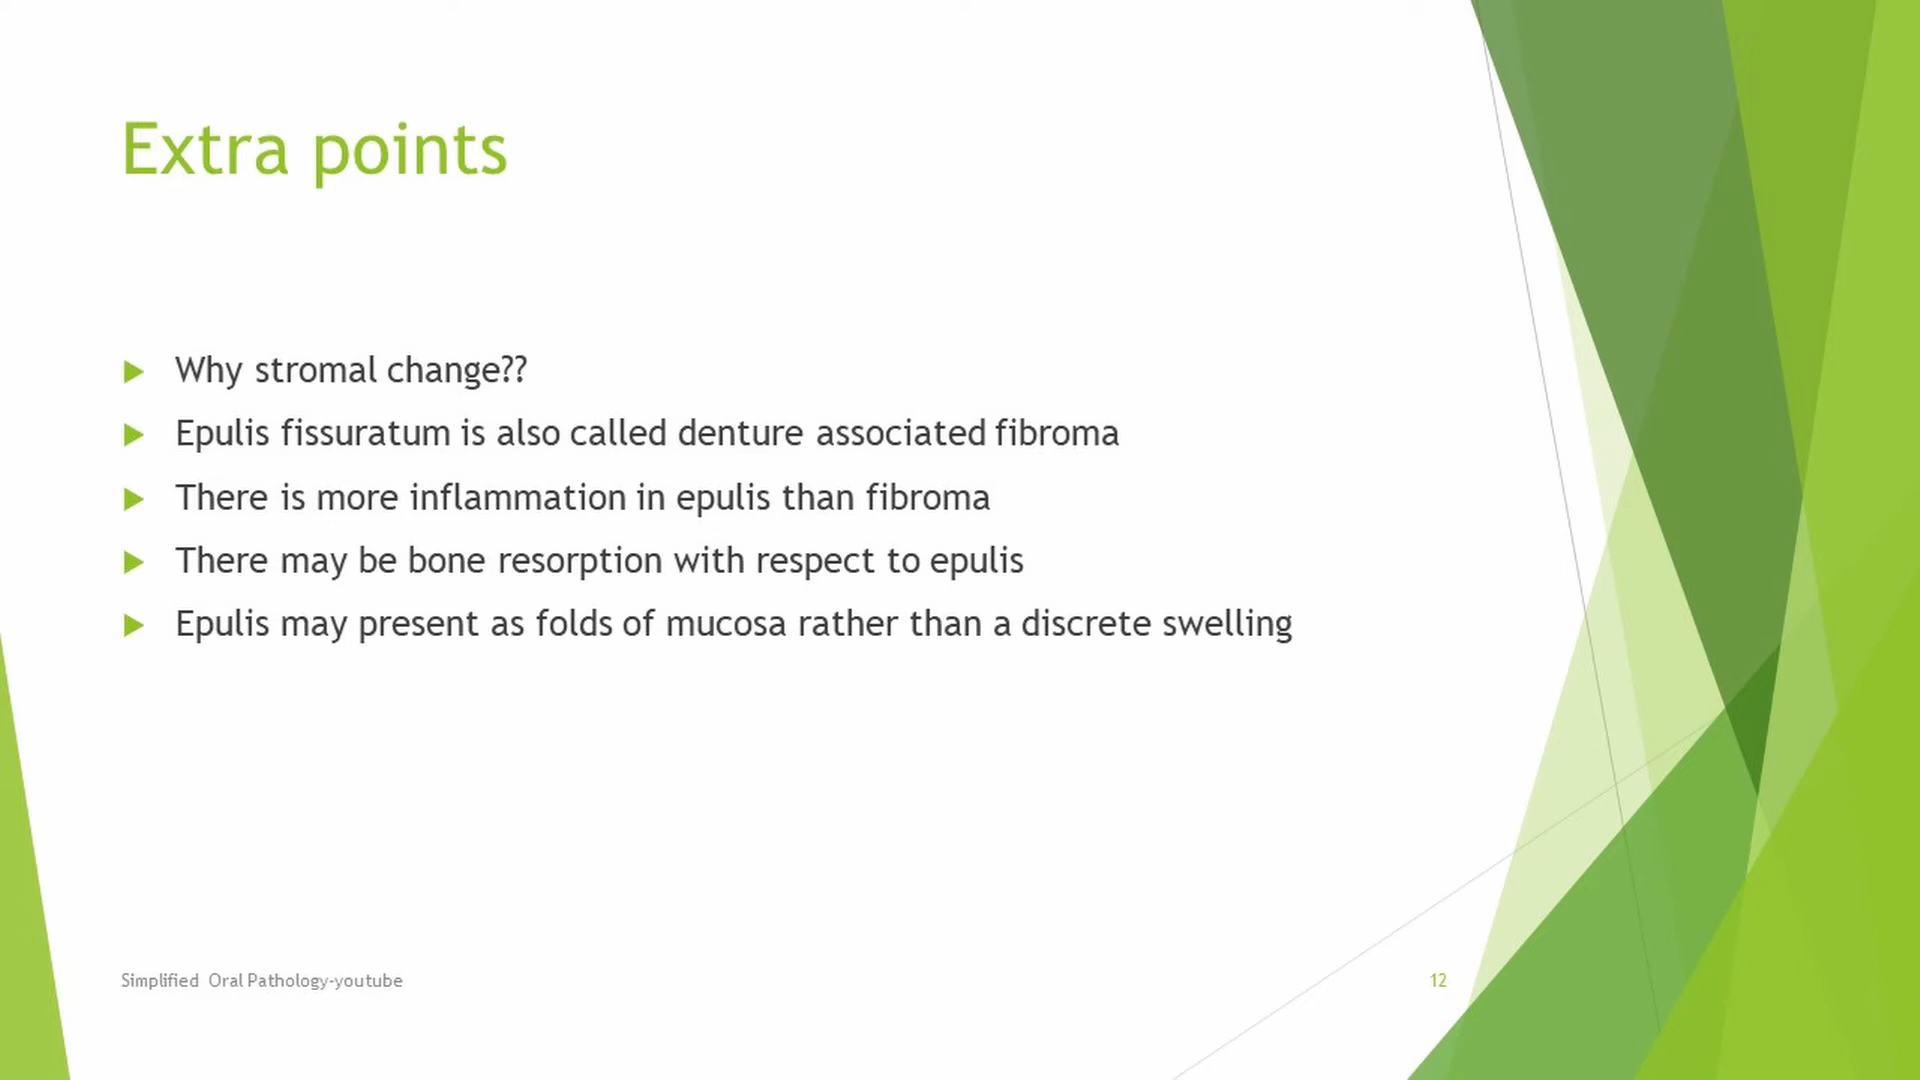 Extra points
Why stromal change??
Epulis fissuratum is also called denture associated fibroma
There is more inflammation in epulis than fibroma
There may be bone resorption with respect to epulis
Epulis may present as folds of mucosa rather than a discrete swelling
Simplified Oral Pathology-youtube
12